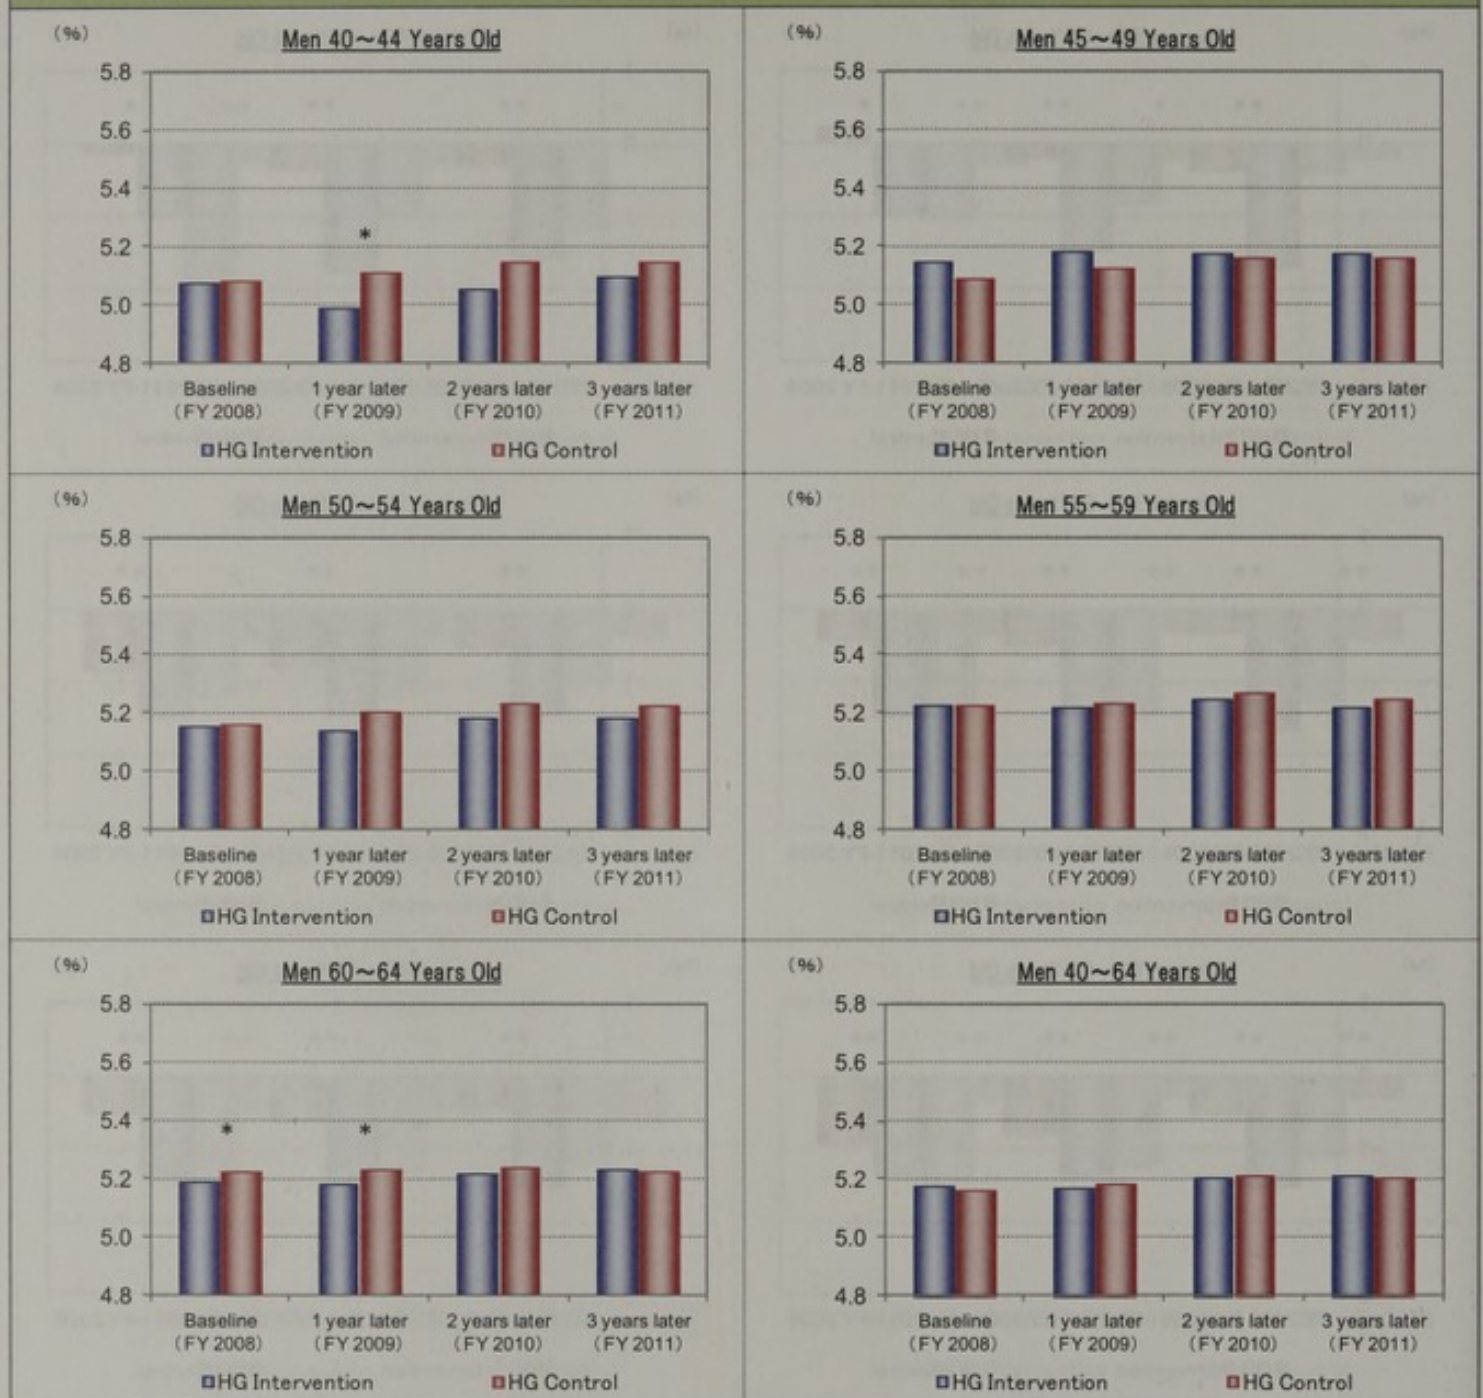 (%)
Men 40～44 Years Old
5.8
5.6
5.4
5.2
5.0
4.8
*
Baseline 1 year later 2 years later 3 years later
(FY 2008) (FY 2009) (FY 2010) (FY 2011)
HG Intervention HG Control
(%)
Men 45～49 Years Old
5.8
5.6
5.4
5.2
5.0
4.8
Baseline 1 year later 2 years later 3 years later
(FY 2008) (FY 2009) (FY 2010) (FY 2011)
HG Intervention HG Control
(%)
Men 50～54 Years Old
5.8
5.6
5.4
5.2
5.0
4.8
Baseline 1 year later 2 years later 3 years later
(FY 2008) (FY 2009) (FY 2010) (FY 2011)
HG Intervention HG Control
(%)
Men 55～59 Years Old
5.8
5.6
5.4
5.2
5.0
4.8
Baseline 1 year later 2 years later 3 years later
(FY 2008) (FY 2009) (FY 2010) (FY 2011)
HG Intervention HG Control
(%)
Men 60～64 Years Old
5.8
5.6
5.4
* *
5.2
5.0
4.8
Baseline 1 year later 2 years later 3 years later
(FY 2008) (FY 2009) (FY 2010) (FY 2011)
HG Intervention HG Control
(%)
Men 40～64 Years Old
5.8
5.6
5.4
5.2
5.0
4.8
Baseline 1 year later 2 years later 3 years later
(FY 2008) (FY 2009) (FY 2010) (FY 2011)
HG Intervention HG Control